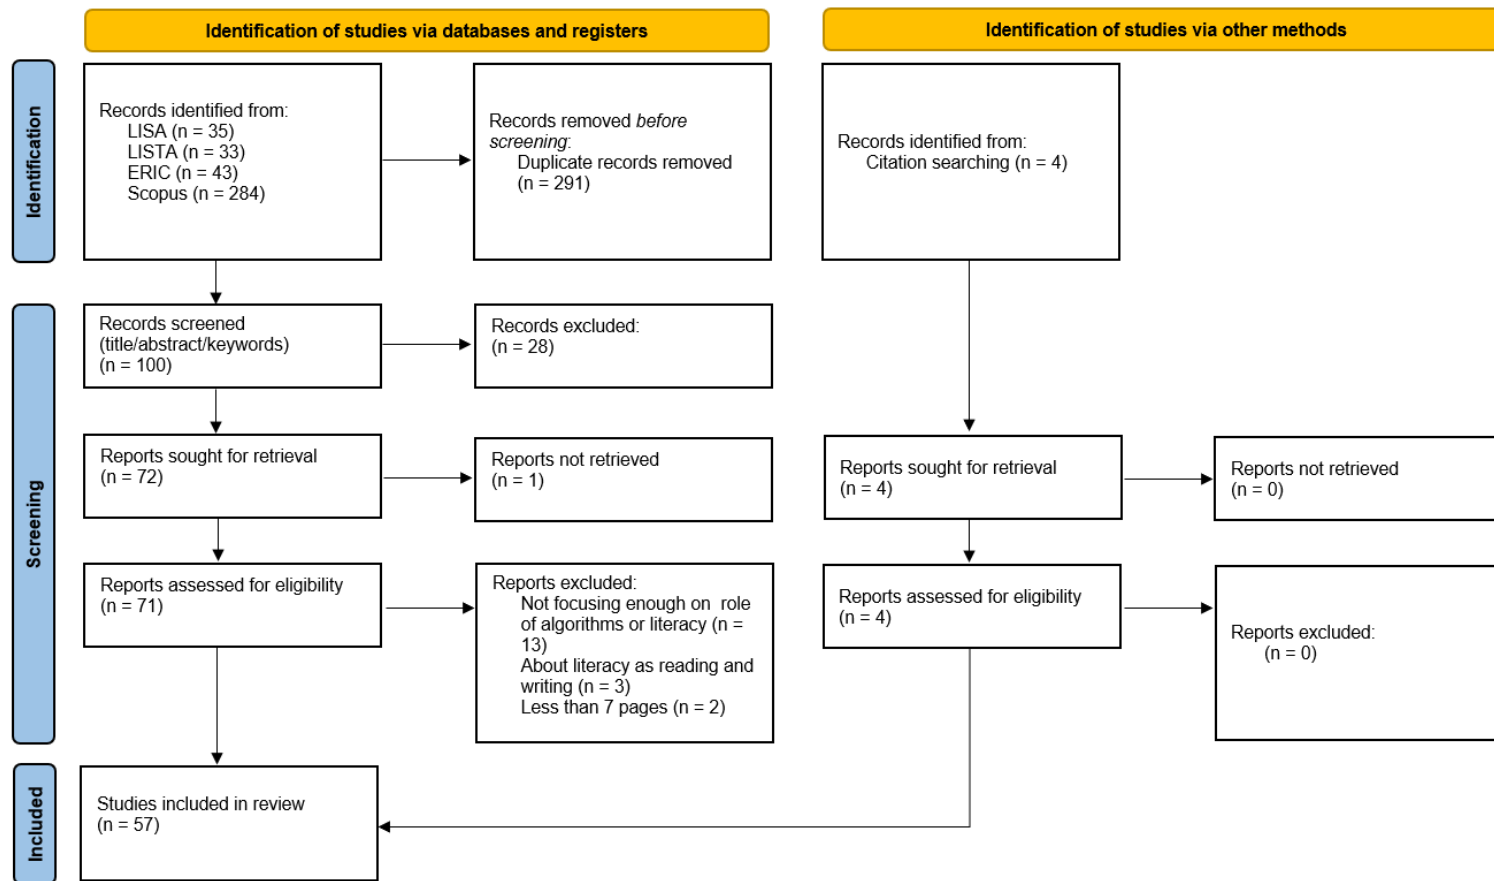 Identification of studies via databases and registers
Identification of studies via other methods
Identification
Records identified from:
LISA (n = 35)
LISTA (n = 33)
ERIC (n = 43)
Scopus (n = 284)
Records removed before
screening:
Duplicate records removed
(n = 291)
Records identified from:
Citation searching (n = 4)
Screening
Records screened
(title/abstract/keywords)
(n = 100)
Records excluded:
(n = 28)
Reports sought for retrieval
(n = 72)
Reports not retrieved
(n = 1)
Reports sought for retrieval
(n = 4)
Reports not retrieved
(n = 0)
Reports assessed for eligibility
(n = 71)
Reports excluded:
Not focusing enough on role
of algorithms or literacy (n =
13)
About literacy as reading and
writing (n = 3)
Less than 7 pages (n = 2)
Reports assessed for eligibility
(n = 4)
Reports excluded:
(n = 0)
Included
Studies included in review
(n = 57)